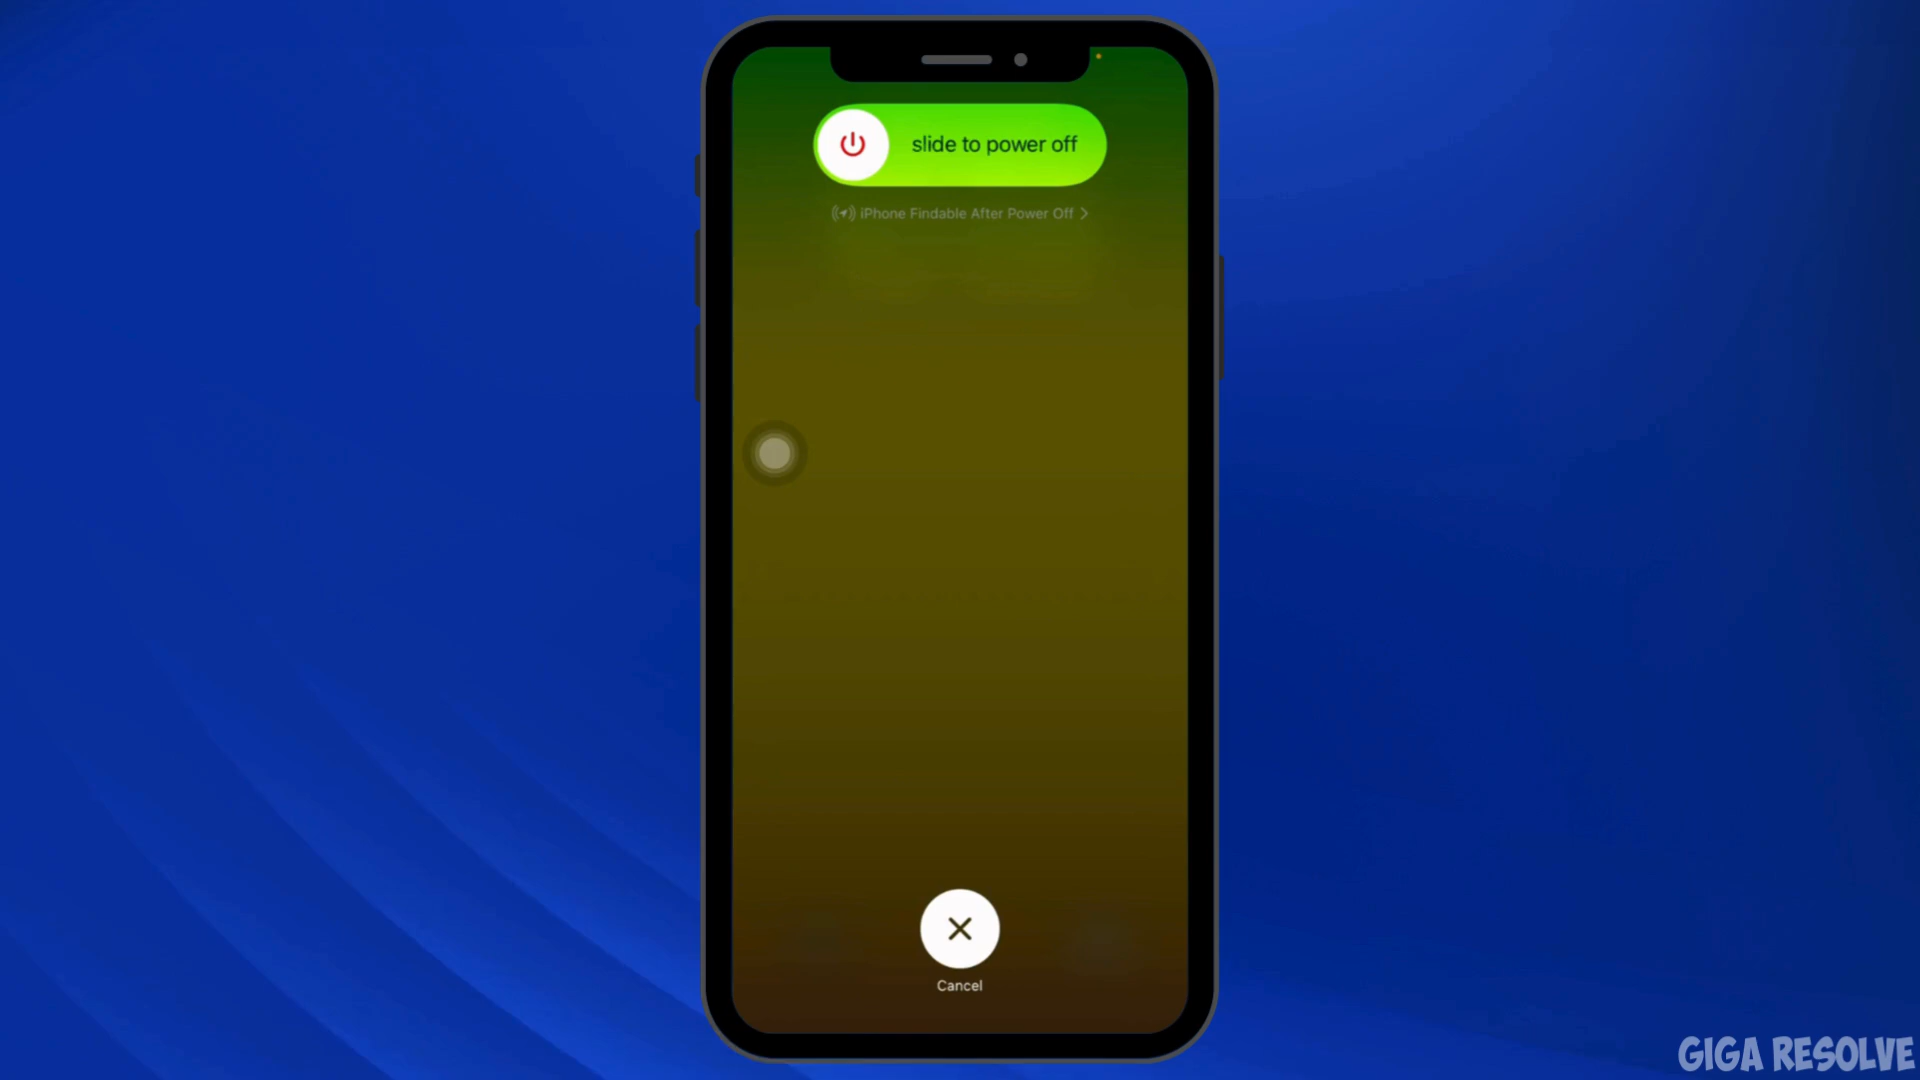 slide to power off
iPhone Findable After Power Off
Cancel
GIGA RESOLVE